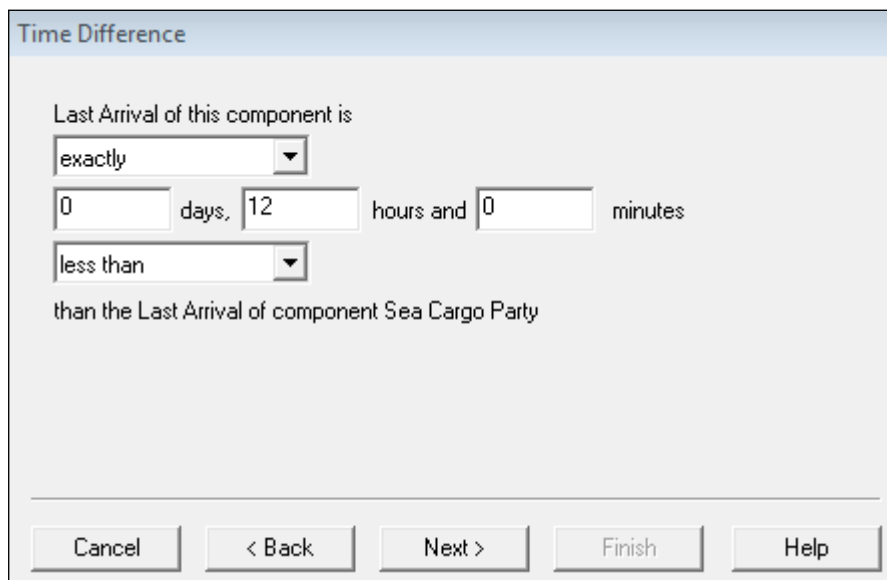 Time Difference
Last Arrival of this component is
exactly
0 days, 12 hours and 0 minutes
less than
than the Last Arrival of component Sea Cargo Party
Cancel < Back Next > Finish Help